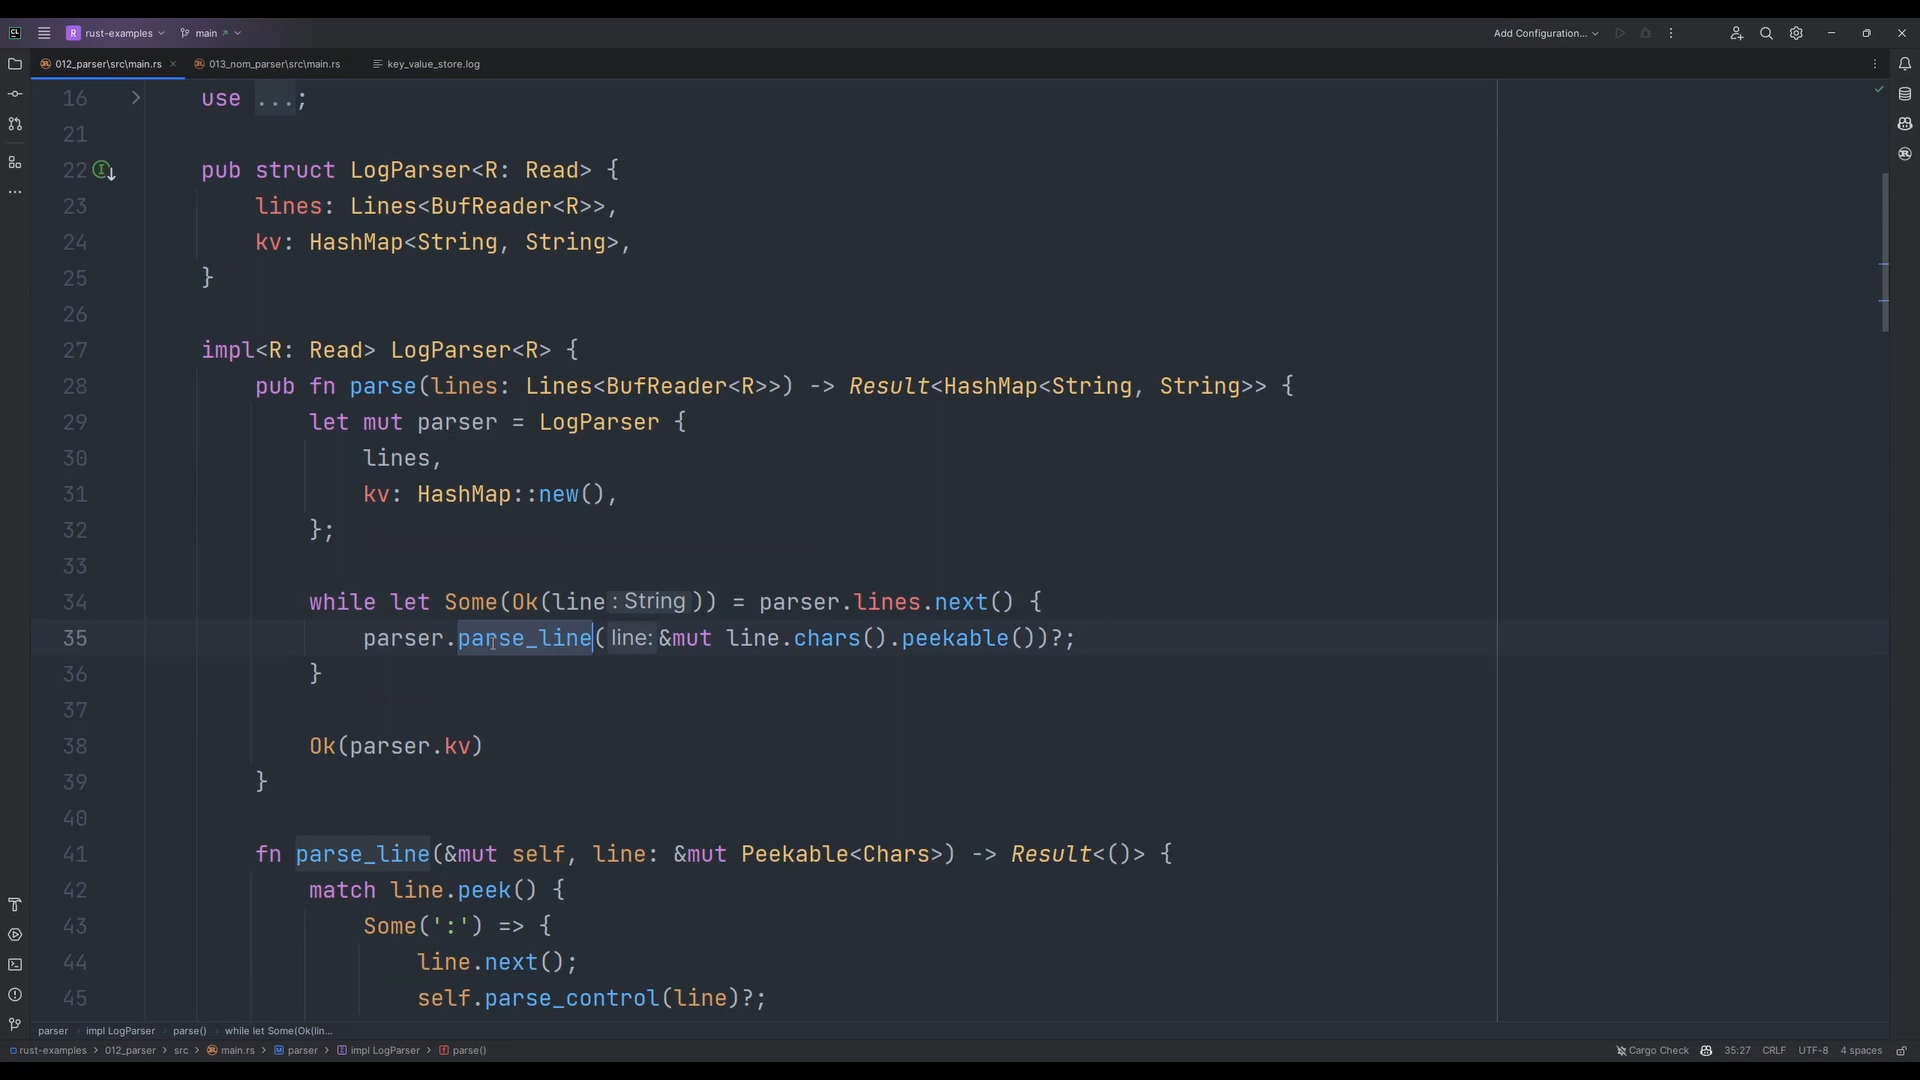 CL R rust-examples main Add Configuration...
012_parser\src\main.rs 013_nom_parser\src\main.rs key_value_store.log
16 use ...;
21
22 pub struct LogParser<R: Read> {
23 lines: Lines<BufReader<R>>,
24 kv: HashMap<String, String>,
25 }
26
27 impl<R: Read> LogParser<R> {
28 pub fn parse(lines: Lines<BufReader<R>>) -> Result<HashMap<String, String>> {
29 let mut parser = LogParser {
30 lines,
31 kv: HashMap::new(),
32 };
33
34 while let Some(Ok(line: String)) = parser.lines.next() {
35 parser.parse_line(line: &mut line.chars().peekable())?;
36 }
37
38 Ok(parser.kv)
39 }
40
41 fn parse_line(&mut self, line: &mut Peekable<Chars>) -> Result<()> {
42 match line.peek() {
43 Some(':') => {
44 line.next();
45 self.parse_control(line)?;
parser › impl LogParser › parse() › while let Some(Ok(lin...
rust-examples › 012_parser › src › main.rs › parser › impl LogParser › parse() Cargo Check 35:27 CRLF UTF-8 4 spaces